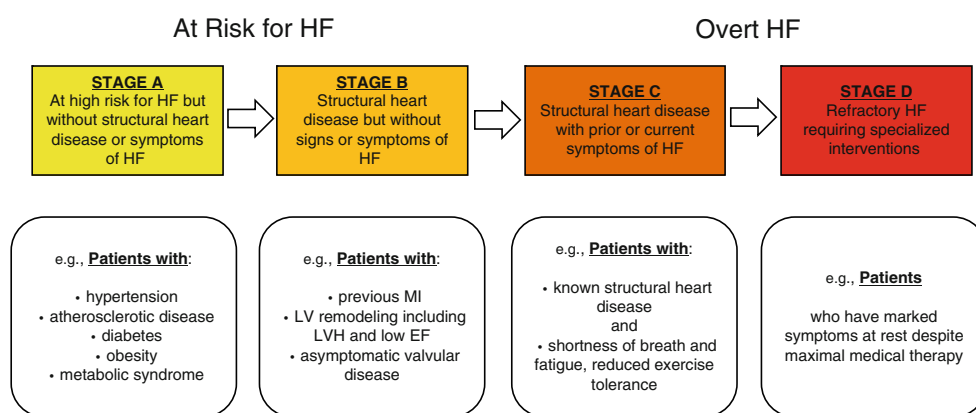 At Risk for HF
Overt HF
STAGE A
At high risk for HF but
without structural heart
disease or symptoms
of HF
STAGE B
Structural heart
disease but without
signs or symptoms of
HF
STAGE C
Structural heart disease
with prior or current
symptoms of HF
STAGE D
Refractory HF
requiring specialized
interventions
e.g., Patients with:
• hypertension
• atherosclerotic disease
• diabetes
• obesity
• metabolic syndrome
e.g., Patients with:
• previous MI
• LV remodeling including
LVH and low EF
• asymptomatic valvular
disease
e.g., Patients with:
• known structural heart
disease
and
• shortness of breath and
fatigue, reduced exercise
tolerance
e.g., Patients
who have marked
symptoms at rest despite
maximal medical therapy